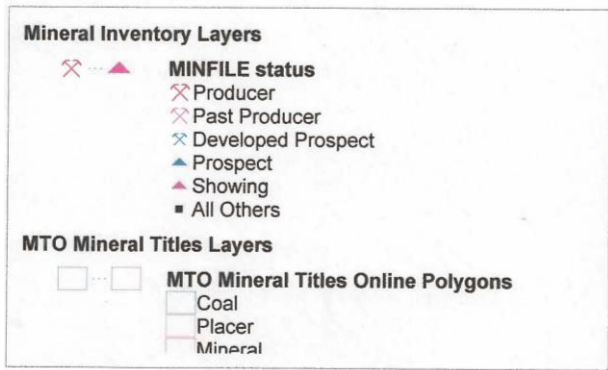 Mineral Inventory Layers
MINFILE status
Producer
Past Producer
Developed Prospect
Prospect
Showing
All Others
MTO Mineral Titles Layers
MTO Mineral Titles Online Polygons
Coal
Placer
Mineral